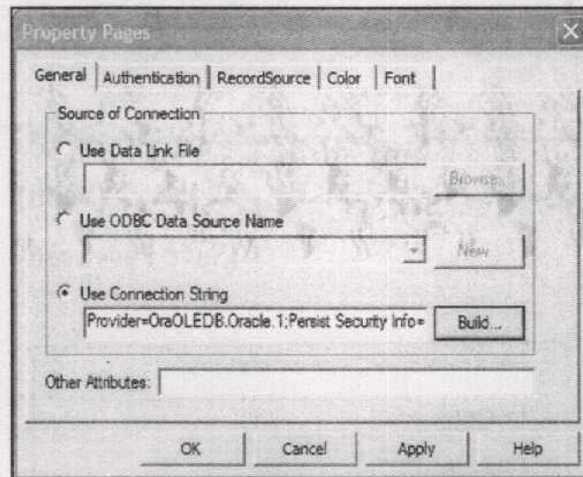 Property Pages
General Authentication RecordSource Color Font
Source of Connection
Use Data Link File
Browse...
Use ODBC Data Source Name
New
Use Connection String
Provider=OraOLEDB.Oracle.1;Persist Security Info=
Build...
Other Attributes:
OK Cancel Apply Help